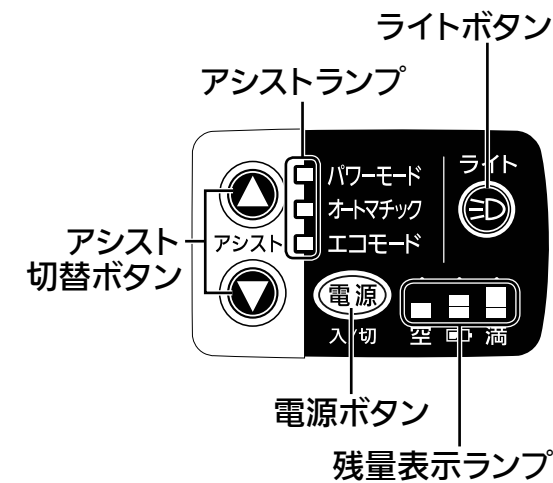 ライトボタン
アシストランプ
ライト
パワーモード
オートマチック
エコモード
アシスト
アシスト
切替ボタン
電源
入/切
空 満
電源ボタン
残量表示ランプ